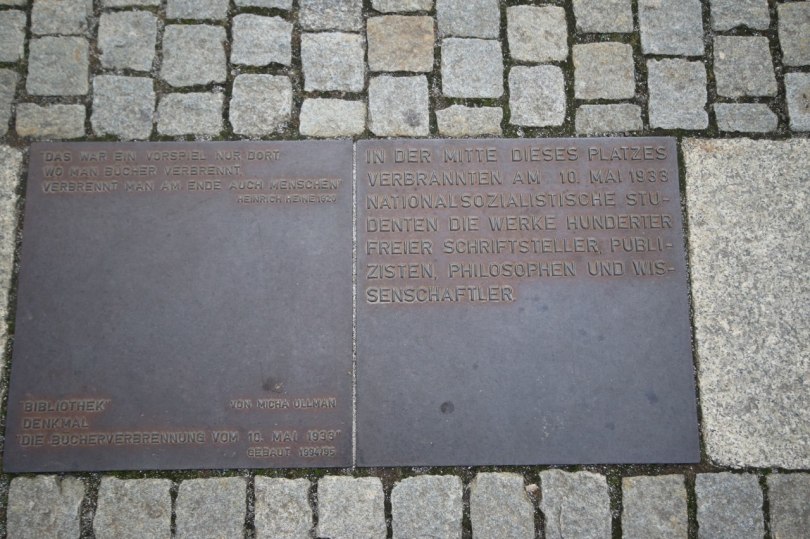 "DAS WAR EIN VORSPIEL NUR DORT
WO MAN BÜCHER VERBRENNT,
VERBRENNT MAN AM ENDE AUCH MENSCHEN"
HEINRICH HEINE 1820
"BIBLIOTHEK" VON MICHA ULLMAN
DENKMAL
"DIE BÜCHERVERBRENNUNG VOM 10. MAI 1933"
GEBAUT 1994/95
IN DER MITTE DIESES PLATZES
VERBRANNTEN AM 10. MAI 1933
NATIONALSOZIALISTISCHE STU-
DENTEN DIE WERKE HUNDERTER
FREIER SCHRIFTSTELLER, PUBLI-
ZISTEN, PHILOSOPHEN UND WIS-
SENSCHAFTLER.